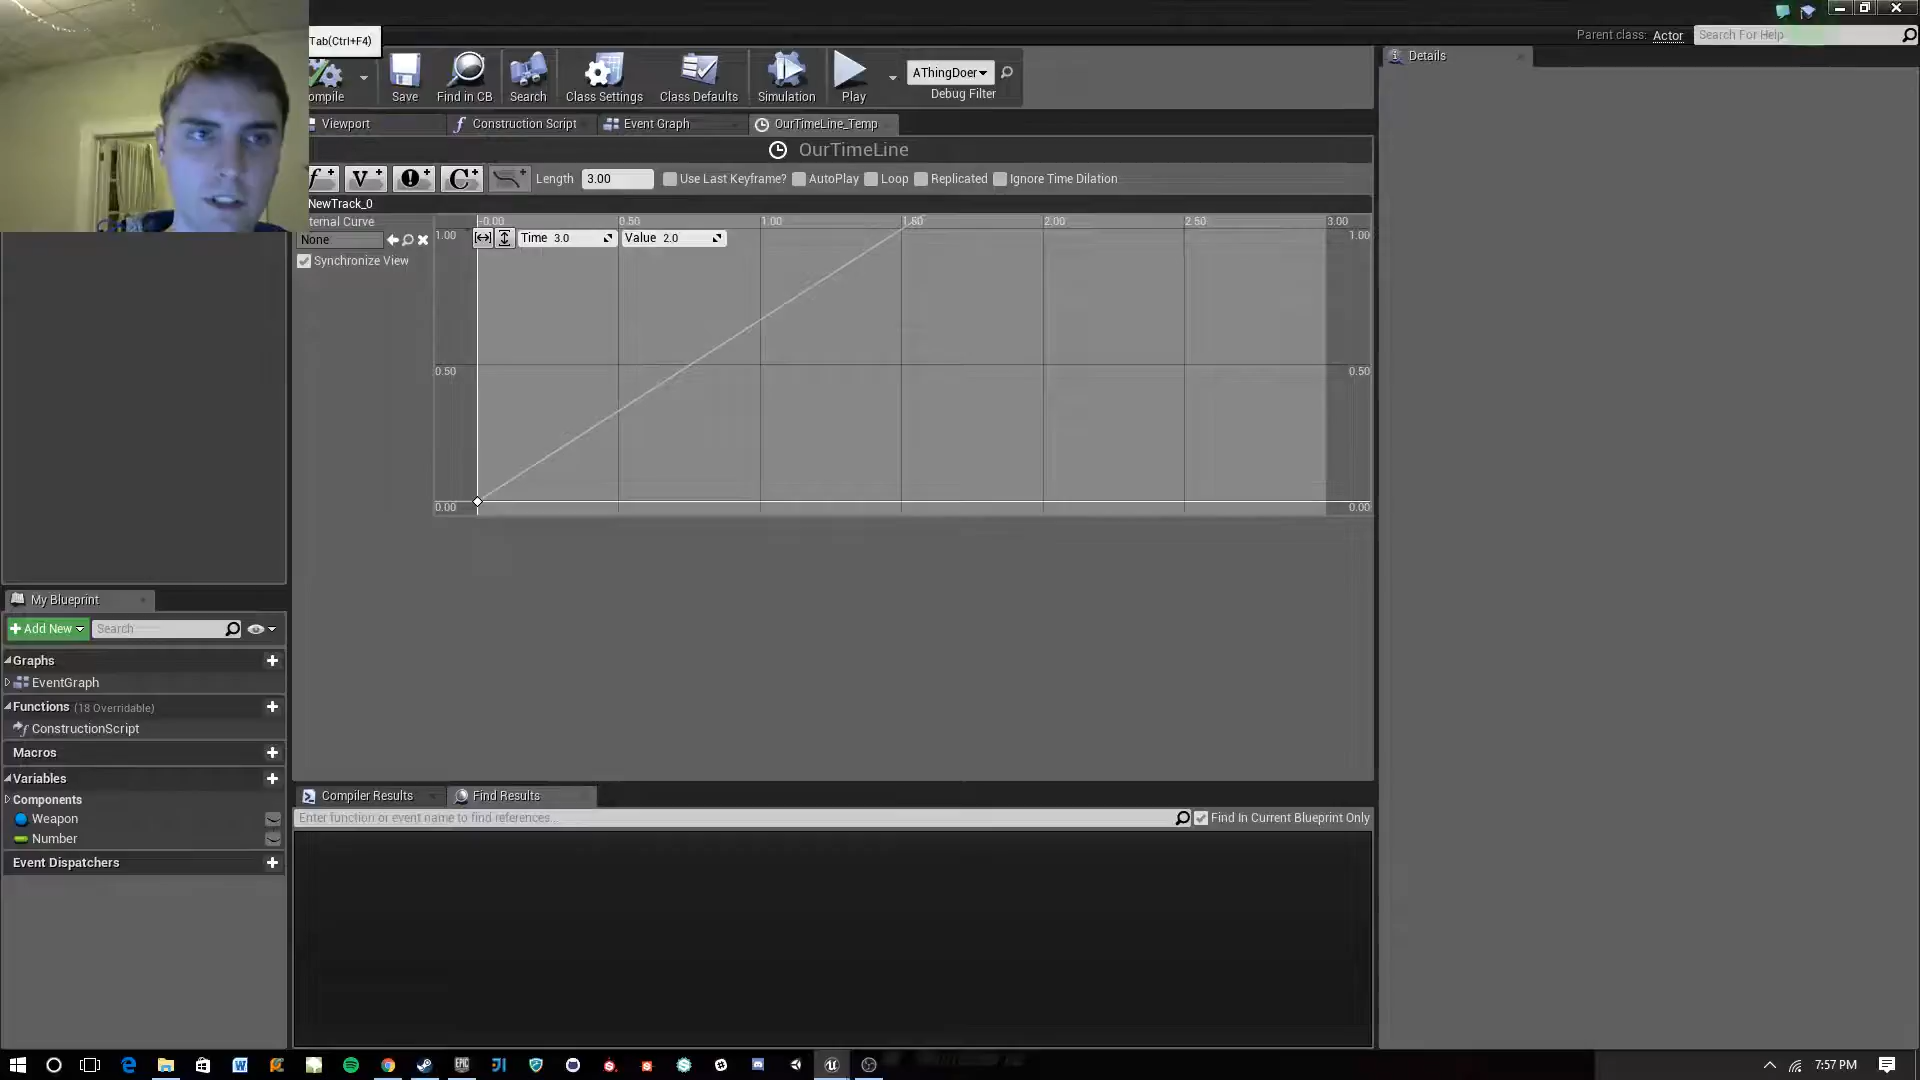 Tab(Ctrl+F4)
Parent class: Actor
Search For Help
ompile
Save
Find in CB
Search
Class Settings
Class Defaults
Simulation
Play
AThingDoer
Debug Filter
Details
Viewport
Construction Script
Event Graph
OurTimeLine_Temp
OurTimeLine
Length 3.00 Use Last Keyframe? AutoPlay Loop Replicated Ignore Time Dilation
NewTrack_0
ternal Curve
None
Synchronize View
-0.00 0.50 1.00 1.50 2.00 2.50 3.00
1.00 Time 3.0 Value 2.0 1.00
0.50 0.50
0.00 0.00
My Blueprint
Add New Search
Graphs
EventGraph
Functions (18 Overridable)
ConstructionScript
Macros
Variables
Components
Weapon
Number
Event Dispatchers
Compiler Results
Find Results
Enter function or event name to find references...
Find In Current Blueprint Only
7:57 PM